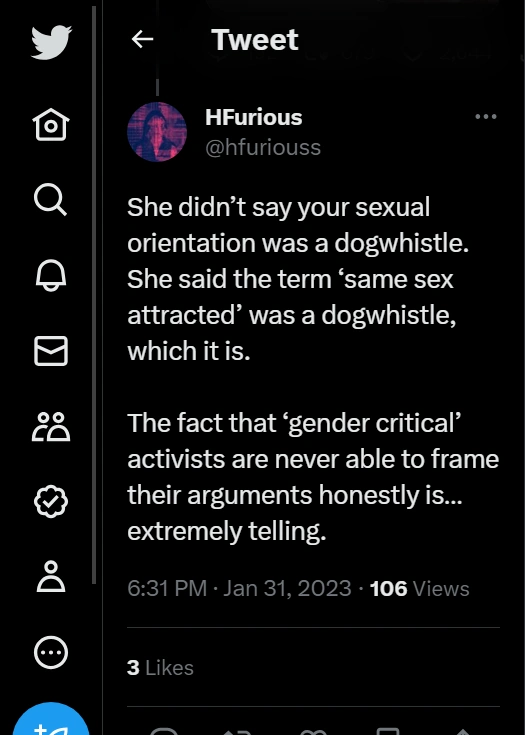 Tweet
HFurious
@hfuriouss
She didn’t say your sexual
orientation was a dogwhistle.
She said the term ‘same sex
attracted’ was a dogwhistle,
which it is.
The fact that ‘gender critical’
activists are never able to frame
their arguments honestly is...
extremely telling.
6:31 PM · Jan 31, 2023 · 106 Views
3 Likes